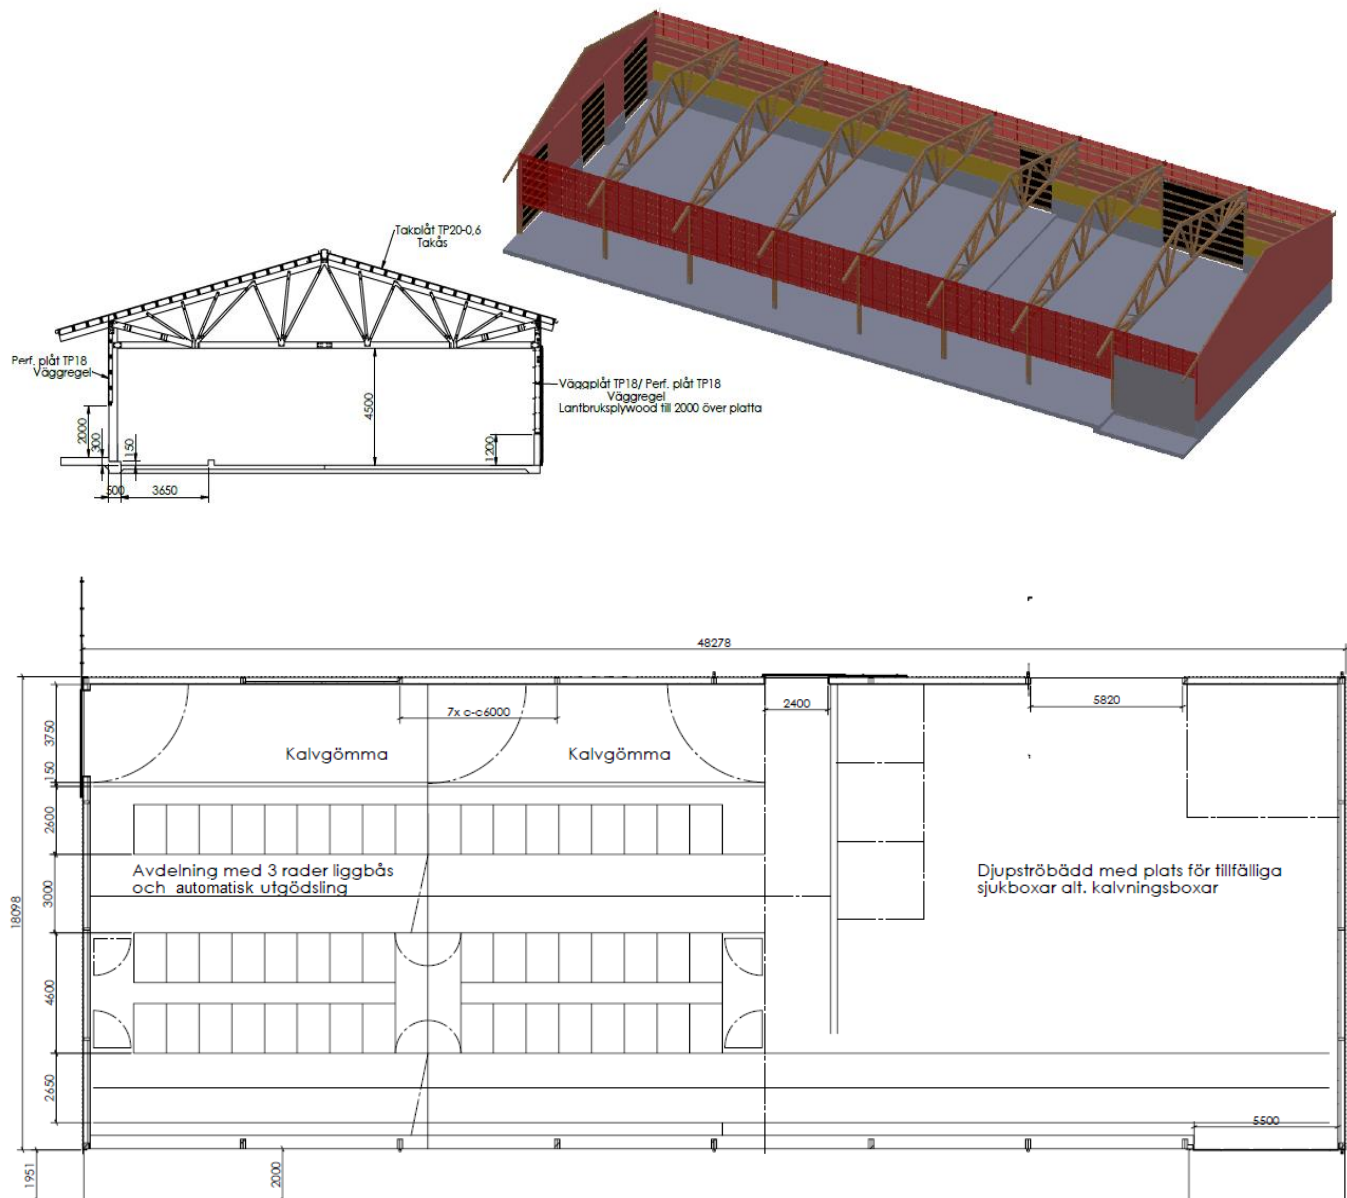 Takplåt TP20-0,6
Takås
Perf. plåt TP18
Väggregel
Väggplåt TP18/ Perf. plåt TP18
Väggregel
Lantbruksplywood till 2000 över platta
4500
2000
300
150
1200
500
3650
48278
7x c-c6000
2400
5820
3750
Kalvgömma
Kalvgömma
150
2600
Avdelning med 3 rader liggbås
och automatisk utgödsling
Djupströbädd med plats för tillfälliga
sjukboxar alt. kalvningsboxar
3000
18098
4600
2650
5500
1951
2000